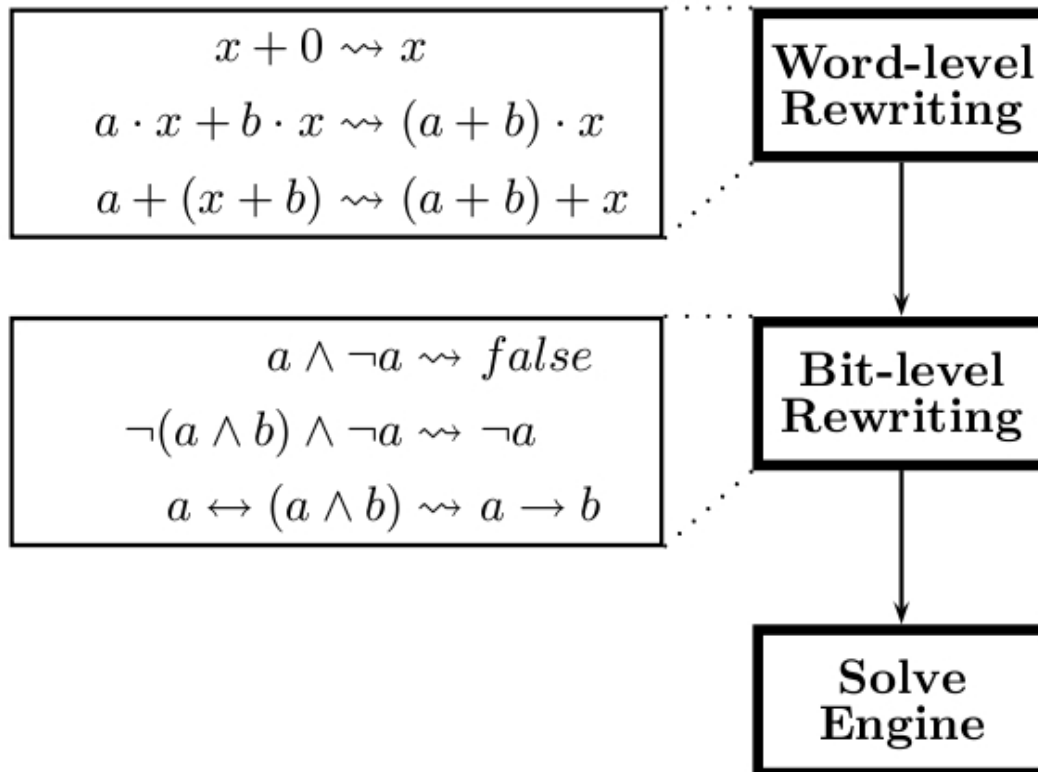 x + 0 ⇝ x
a · x + b · x ⇝ (a + b) · x
a + (x + b) ⇝ (a + b) + x
Word-level
Rewriting
a ∧ ¬a ⇝ false
¬(a ∧ b) ∧ ¬a ⇝ ¬a
a ↔ (a ∧ b) ⇝ a → b
Bit-level
Rewriting
Solve
Engine